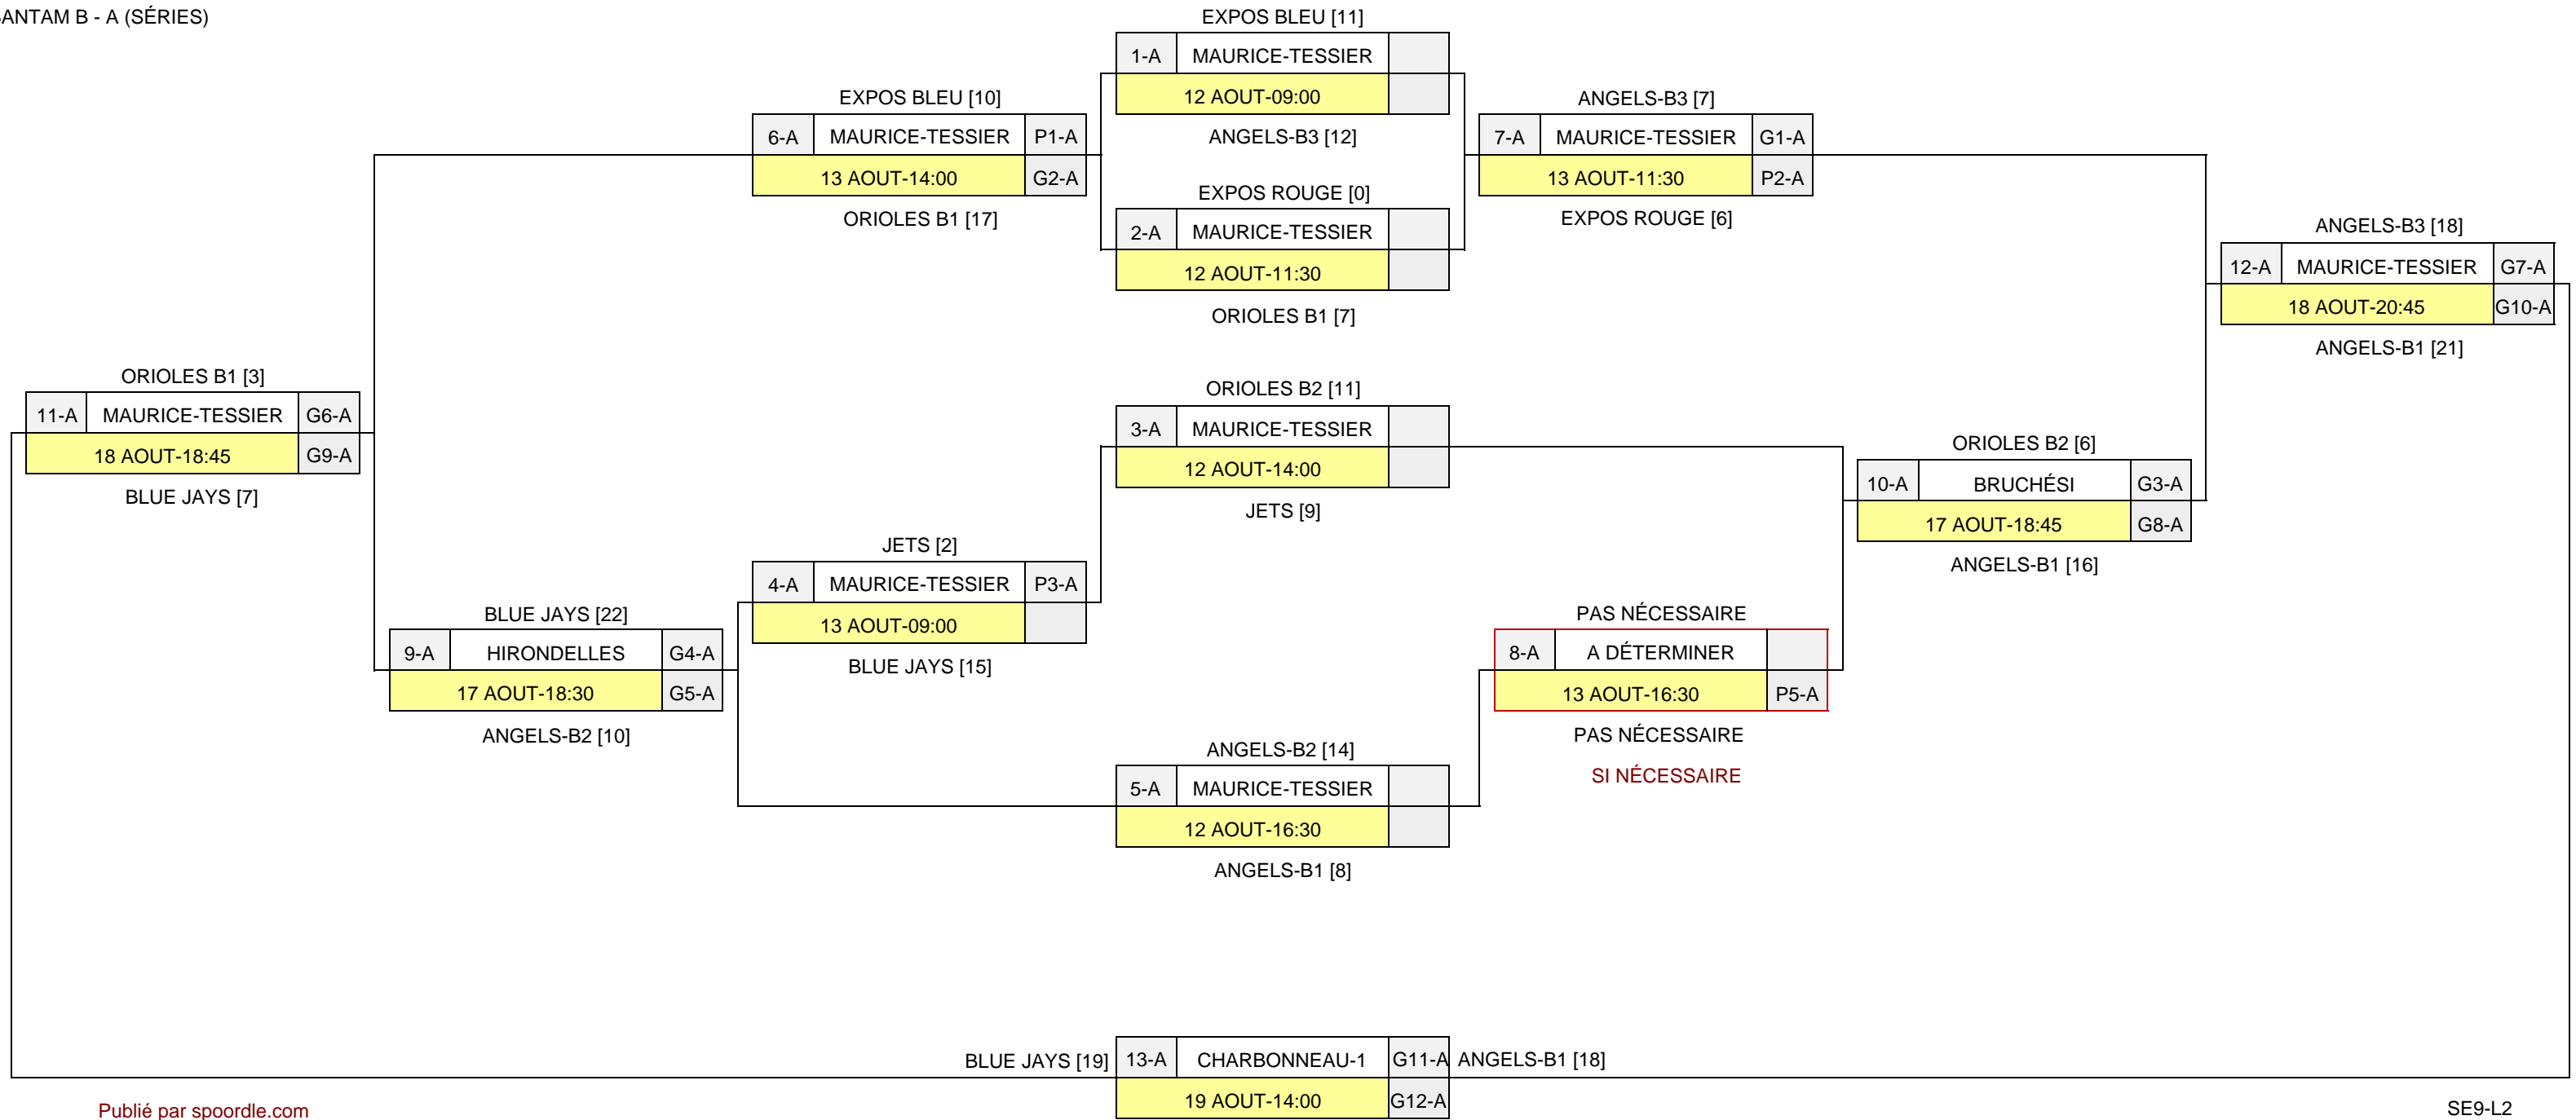 ANTAM B - A (SÉRIES)
EXPOS BLEU [11]
1-A MAURICE-TESSIER
12 AOUT-09:00
ANGELS-B3 [12]
EXPOS BLEU [10]
6-A MAURICE-TESSIER P1-A
13 AOUT-14:00 G2-A
ORIOLES B1 [17]
ANGELS-B3 [7]
7-A MAURICE-TESSIER G1-A
13 AOUT-11:30 P2-A
EXPOS ROUGE [6]
EXPOS ROUGE [0]
2-A MAURICE-TESSIER
12 AOUT-11:30
ORIOLES B1 [7]
ANGELS-B3 [18]
12-A MAURICE-TESSIER G7-A
18 AOUT-20:45 G10-A
ANGELS-B1 [21]
ORIOLES B1 [3]
11-A MAURICE-TESSIER G6-A
18 AOUT-18:45 G9-A
BLUE JAYS [7]
ORIOLES B2 [11]
3-A MAURICE-TESSIER
12 AOUT-14:00
JETS [9]
ORIOLES B2 [6]
10-A BRUCHÉSI G3-A
17 AOUT-18:45 G8-A
ANGELS-B1 [16]
JETS [2]
4-A MAURICE-TESSIER P3-A
13 AOUT-09:00
BLUE JAYS [15]
BLUE JAYS [22]
9-A HIRONDELLES G4-A
17 AOUT-18:30 G5-A
ANGELS-B2 [10]
PAS NÉCESSAIRE
8-A A DÉTERMINER
13 AOUT-16:30 P5-A
PAS NÉCESSAIRE
SI NÉCESSAIRE
ANGELS-B2 [14]
5-A MAURICE-TESSIER
12 AOUT-16:30
ANGELS-B1 [8]
BLUE JAYS [19] 13-A CHARBONNEAU-1 G11-A ANGELS-B1 [18]
19 AOUT-14:00 G12-A
Publié par spoordle.com
SE9-L2